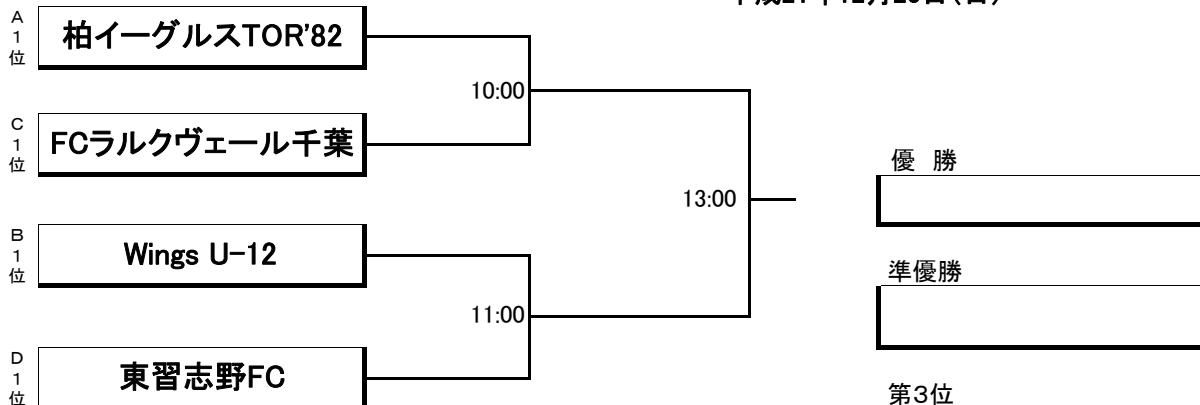 A
1
位
柏イーグルスTOR'82
10:00
C
1
位
FCラルクヴェール千葉
13:00
B
1
位
Wings U-12
11:00
D
1
位
東習志野FC
優 勝
準優勝
第3位